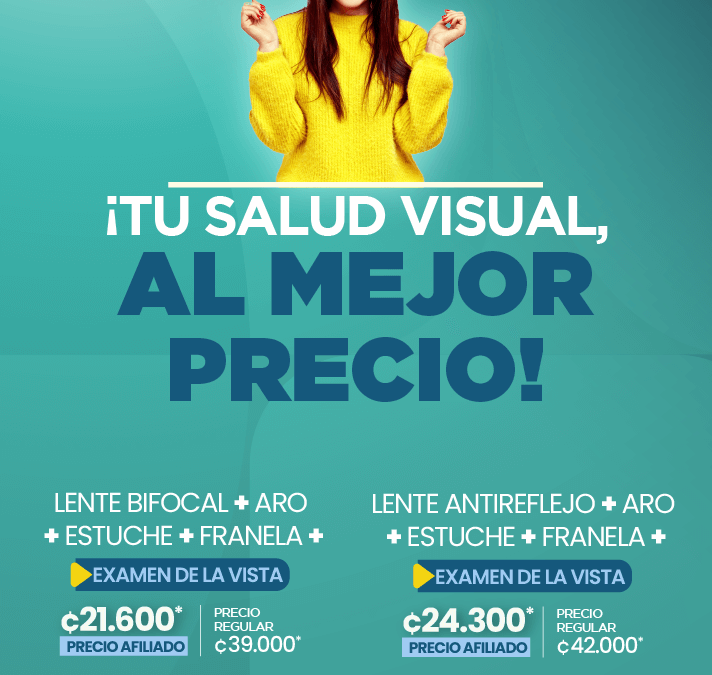 ¡TU SALUD VISUAL,
AL MEJOR
PRECIO!
LENTE BIFOCAL + ARO
+ ESTUCHE + FRANELA +
EXAMEN DE LA VISTA
₡21.600*
PRECIO AFILIADO
PRECIO
REGULAR
₡39.000*
LENTE ANTIREFLEJO + ARO
+ ESTUCHE + FRANELA +
EXAMEN DE LA VISTA
₡24.300*
PRECIO AFILIADO
PRECIO
REGULAR
₡42.000*